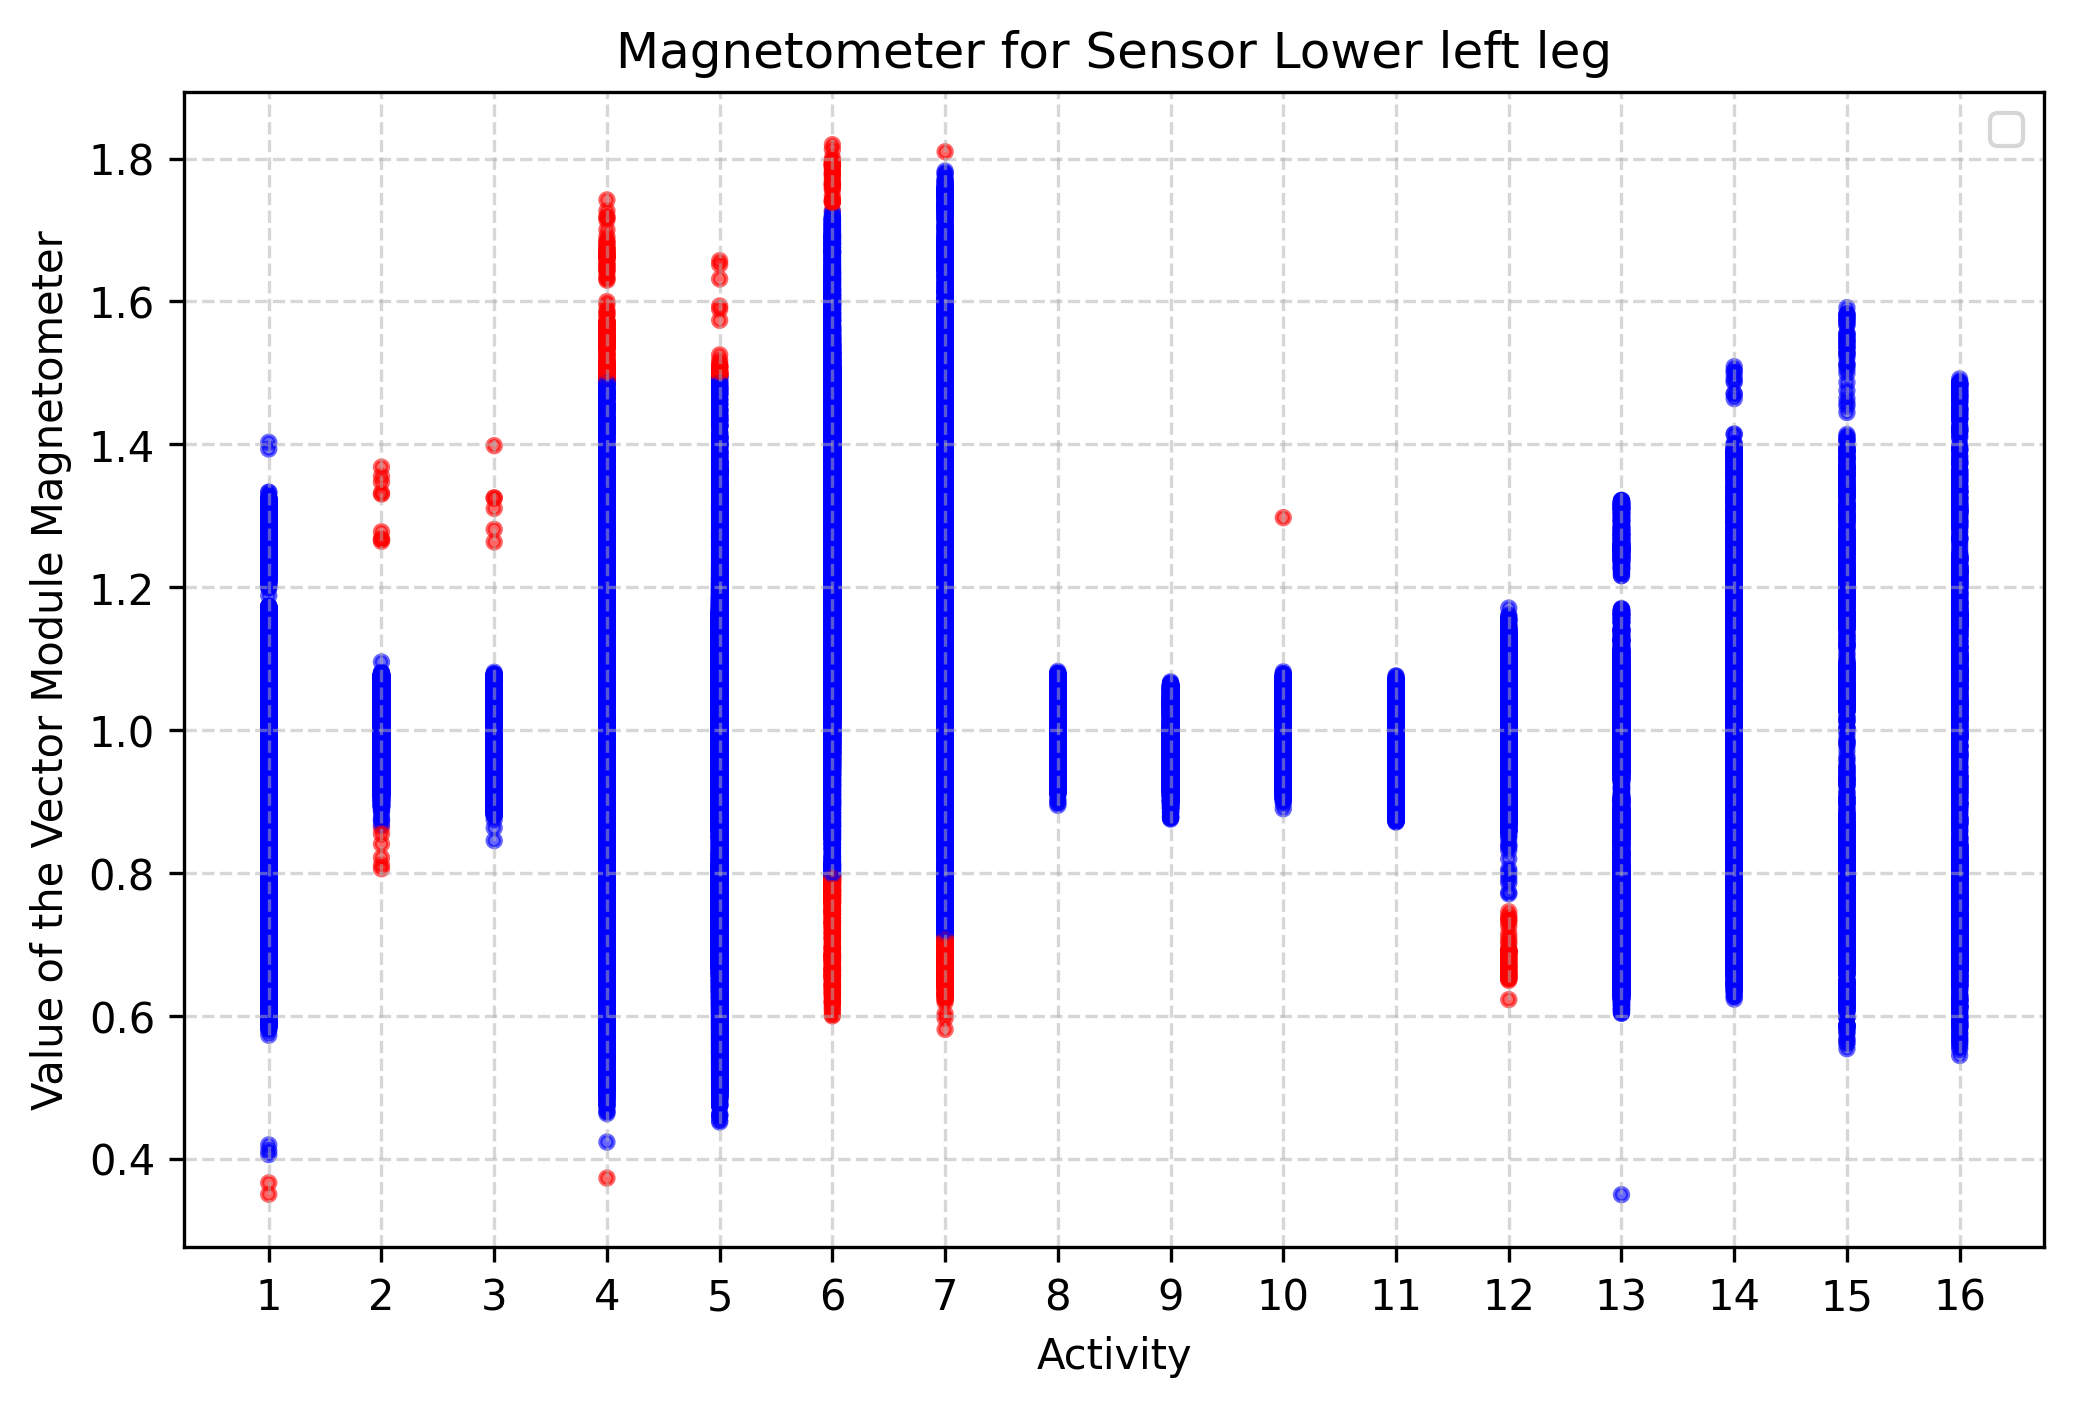 Magnetometer for Sensor Lower left leg
Value of the Vector Module Magnetometer
1.8
1.6
1.4
1.2
1.0
0.8
0.6
0.4
1 2 3 4 5 6 7 8 9 10 11 12 13 14 15 16
Activity